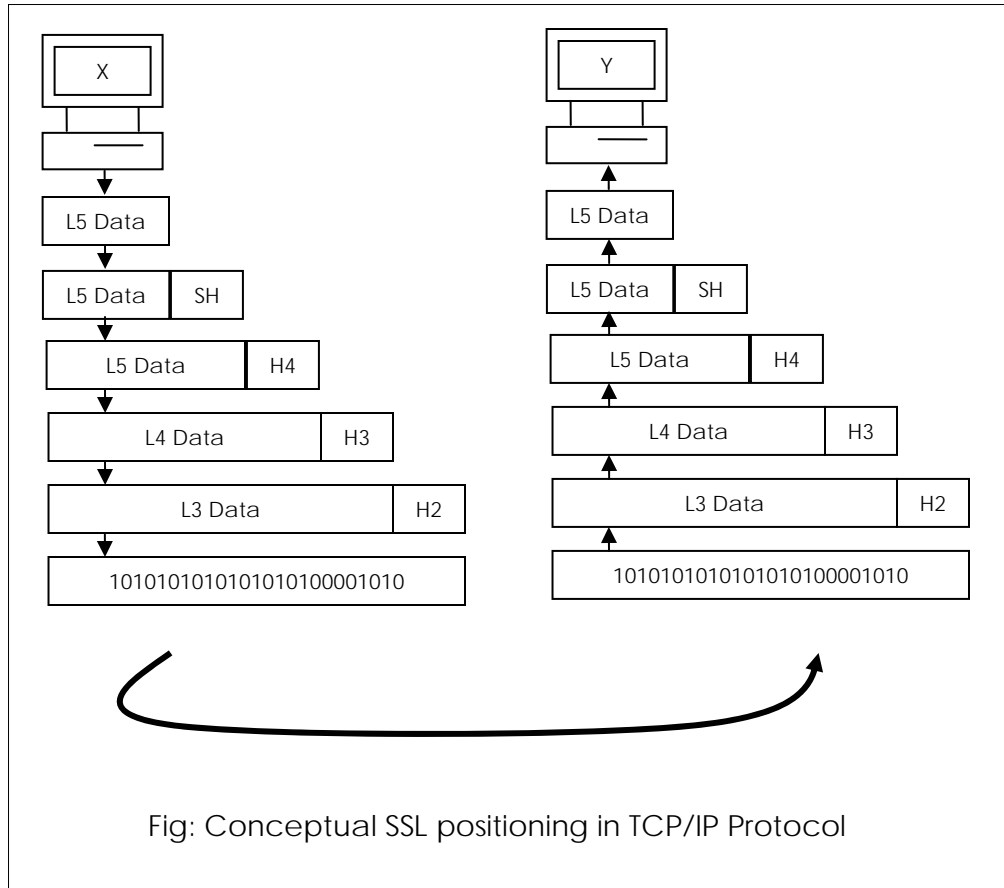 X
L5 Data
L5 Data SH
L5 Data H4
L4 Data H3
L3 Data H2
1010101010101010100001010
Y
L5 Data
L5 Data SH
L5 Data H4
L4 Data H3
L3 Data H2
1010101010101010100001010
Fig: Conceptual SSL positioning in TCP/IP Protocol